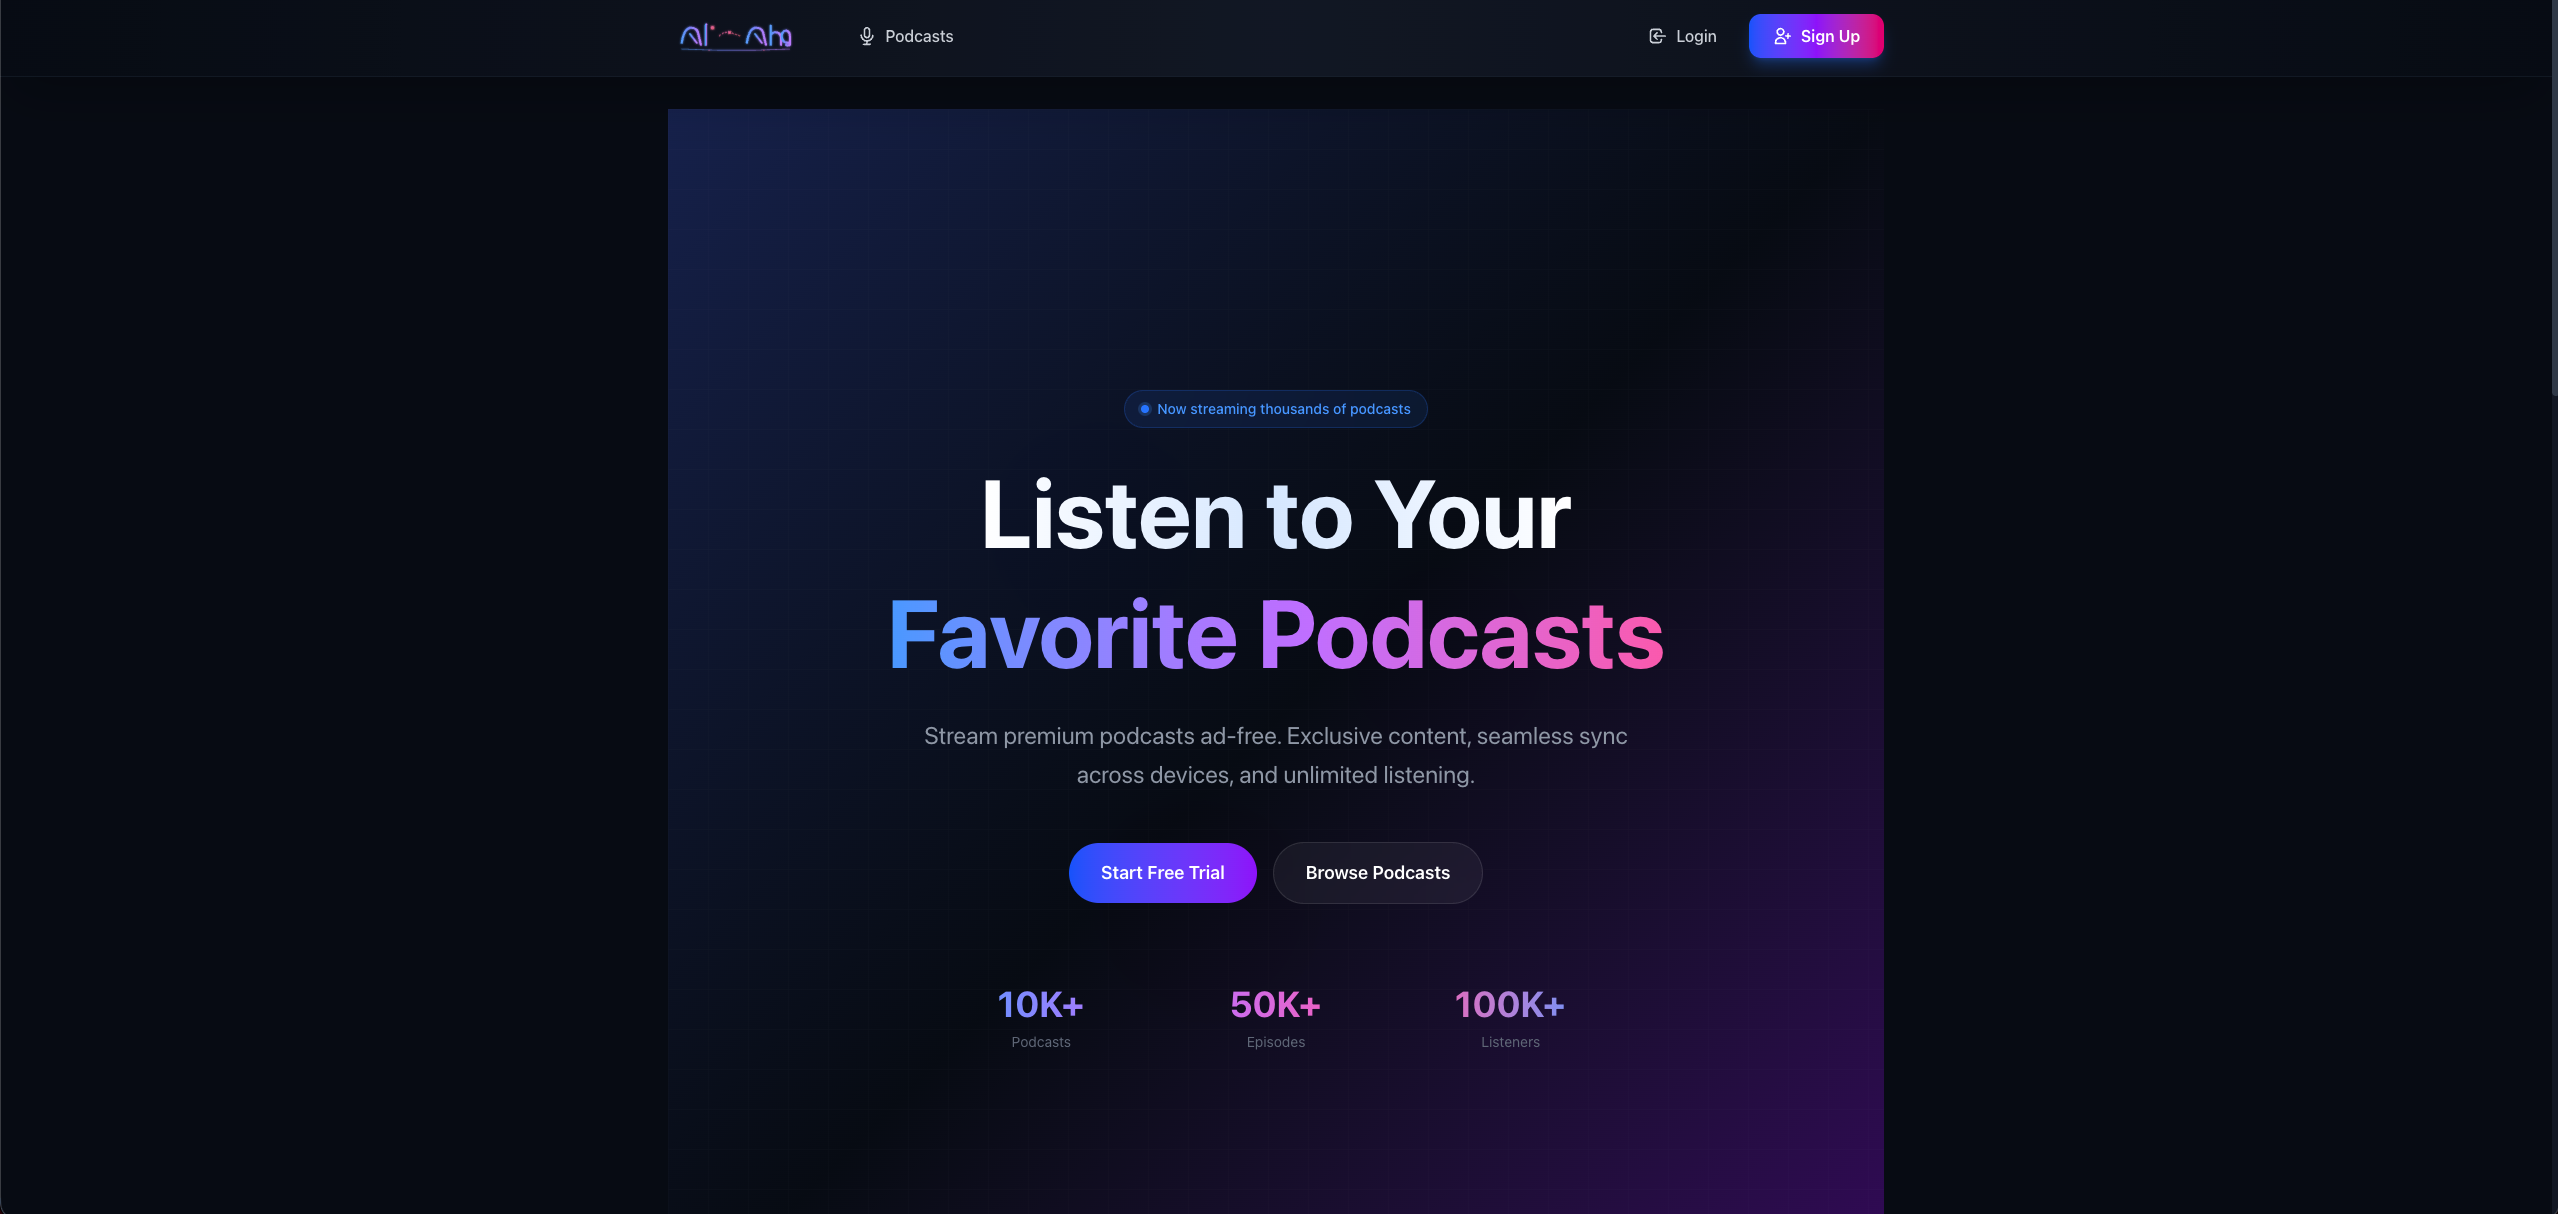 Podcasts
Login
Sign Up
Now streaming thousands of podcasts
Listen to Your
Favorite Podcasts
Stream premium podcasts ad-free. Exclusive content, seamless sync
across devices, and unlimited listening.
Start Free Trial
Browse Podcasts
10K+
50K+
100K+
Podcasts
Episodes
Listeners